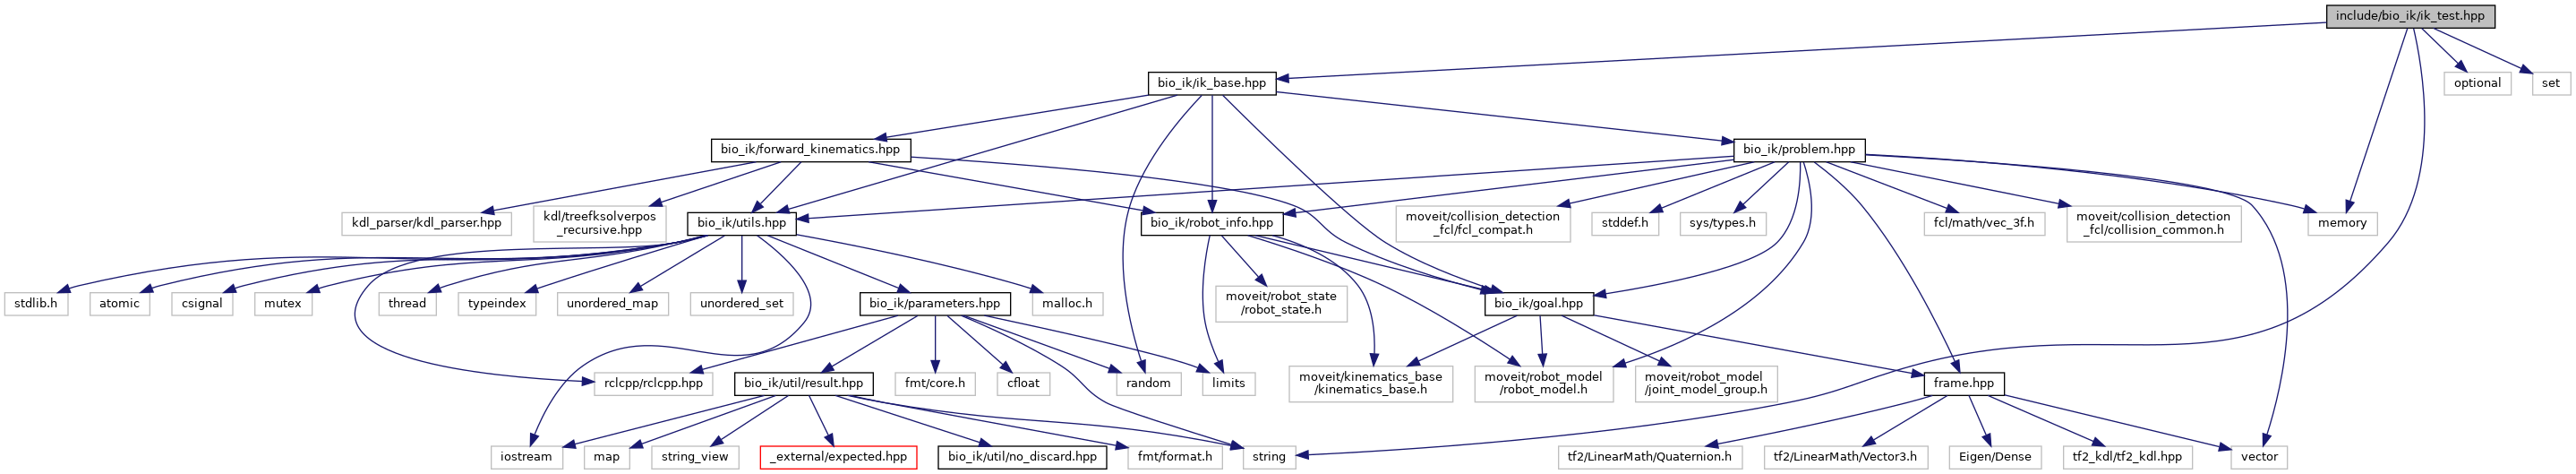 include/bio_ik/ik_test.hpp
bio_ik/ik_base.hpp
optional
set
bio_ik/forward_kinematics.hpp
bio_ik/problem.hpp
kdl_parser/kdl_parser.hpp
kdl/treefksolverpos
_recursive.hpp
bio_ik/utils.hpp
bio_ik/robot_info.hpp
moveit/collision_detection
_fcl/fcl_compat.h
stddef.h
sys/types.h
fcl/math/vec_3f.h
moveit/collision_detection
_fcl/collision_common.h
memory
stdlib.h
atomic
csignal
mutex
thread
typeindex
unordered_map
unordered_set
bio_ik/parameters.hpp
malloc.h
moveit/robot_state
/robot_state.h
bio_ik/goal.hpp
rclcpp/rclcpp.hpp
bio_ik/util/result.hpp
fmt/core.h
cfloat
random
limits
moveit/kinematics_base
/kinematics_base.h
moveit/robot_model
/robot_model.h
moveit/robot_model
/joint_model_group.h
frame.hpp
iostream
map
string_view
_external/expected.hpp
bio_ik/util/no_discard.hpp
fmt/format.h
string
tf2/LinearMath/Quaternion.h
tf2/LinearMath/Vector3.h
Eigen/Dense
tf2_kdl/tf2_kdl.hpp
vector